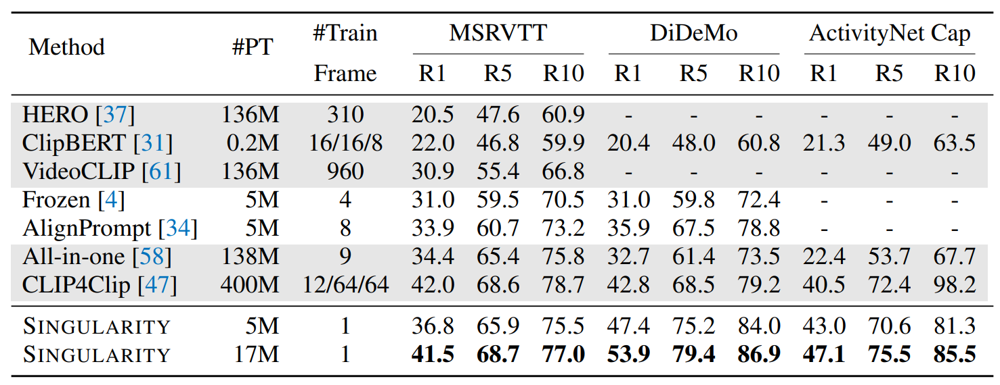 Method #PT #Train Frame MSRVTT DiDeMo ActivityNet Cap
R1 R5 R10 R1 R5 R10 R1 R5 R10
HERO [37] 136M 310 20.5 47.6 60.9 - - - - - -
ClipBERT [31] 0.2M 16/16/8 22.0 46.8 59.9 20.4 48.0 60.8 21.3 49.0 63.5
VideoCLIP [61] 136M 960 30.9 55.4 66.8 - - - - - -
Frozen [4] 5M 4 31.0 59.5 70.5 31.0 59.8 72.4 - - -
AlignPrompt [34] 5M 8 33.9 60.7 73.2 35.9 67.5 78.8 - - -
All-in-one [58] 138M 9 34.4 65.4 75.8 32.7 61.4 73.5 22.4 53.7 67.7
CLIP4Clip [47] 400M 12/64/64 42.0 68.6 78.7 42.8 68.5 79.2 40.5 72.4 98.2
SINGULARITY 5M 1 36.8 65.9 75.5 47.4 75.2 84.0 43.0 70.6 81.3
SINGULARITY 17M 1 41.5 68.7 77.0 53.9 79.4 86.9 47.1 75.5 85.5